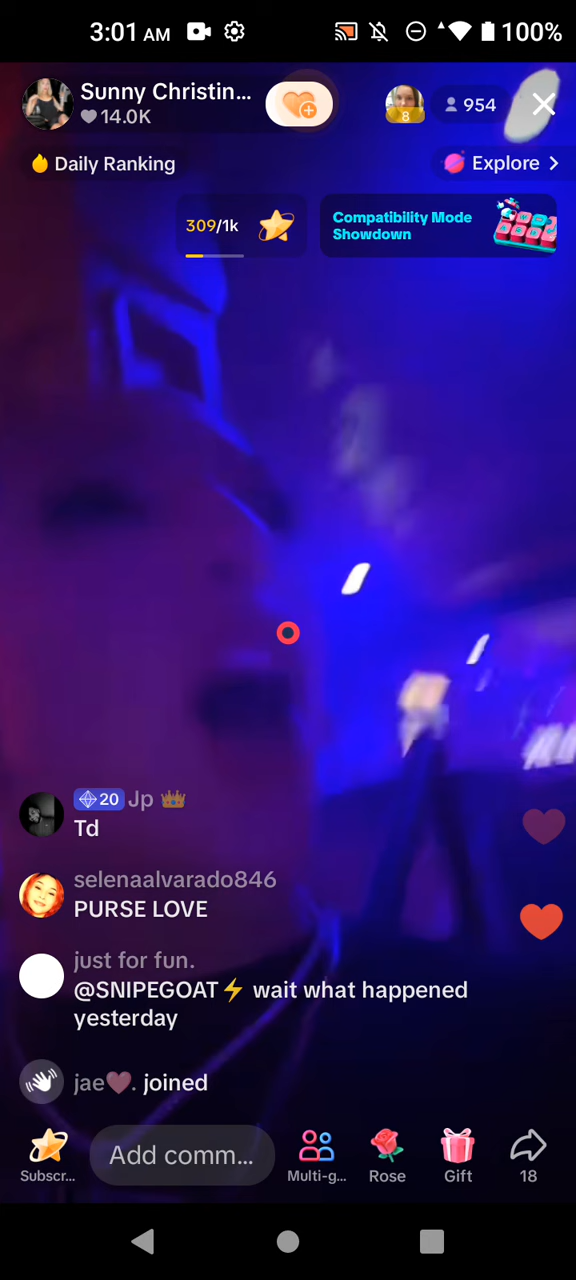 3:01 AM
100%
Sunny Christin...
14.0K
8
954
Daily Ranking
Explore >
309/1k
Compatibility Mode
Showdown
20 Jp
Td
selenaalvarado846
PURSE LOVE
just for fun.
@SNIPEGOAT⚡ wait what happened
yesterday
jae. joined
Add comm...
Subscr...
Multi-g...
Rose
Gift
18